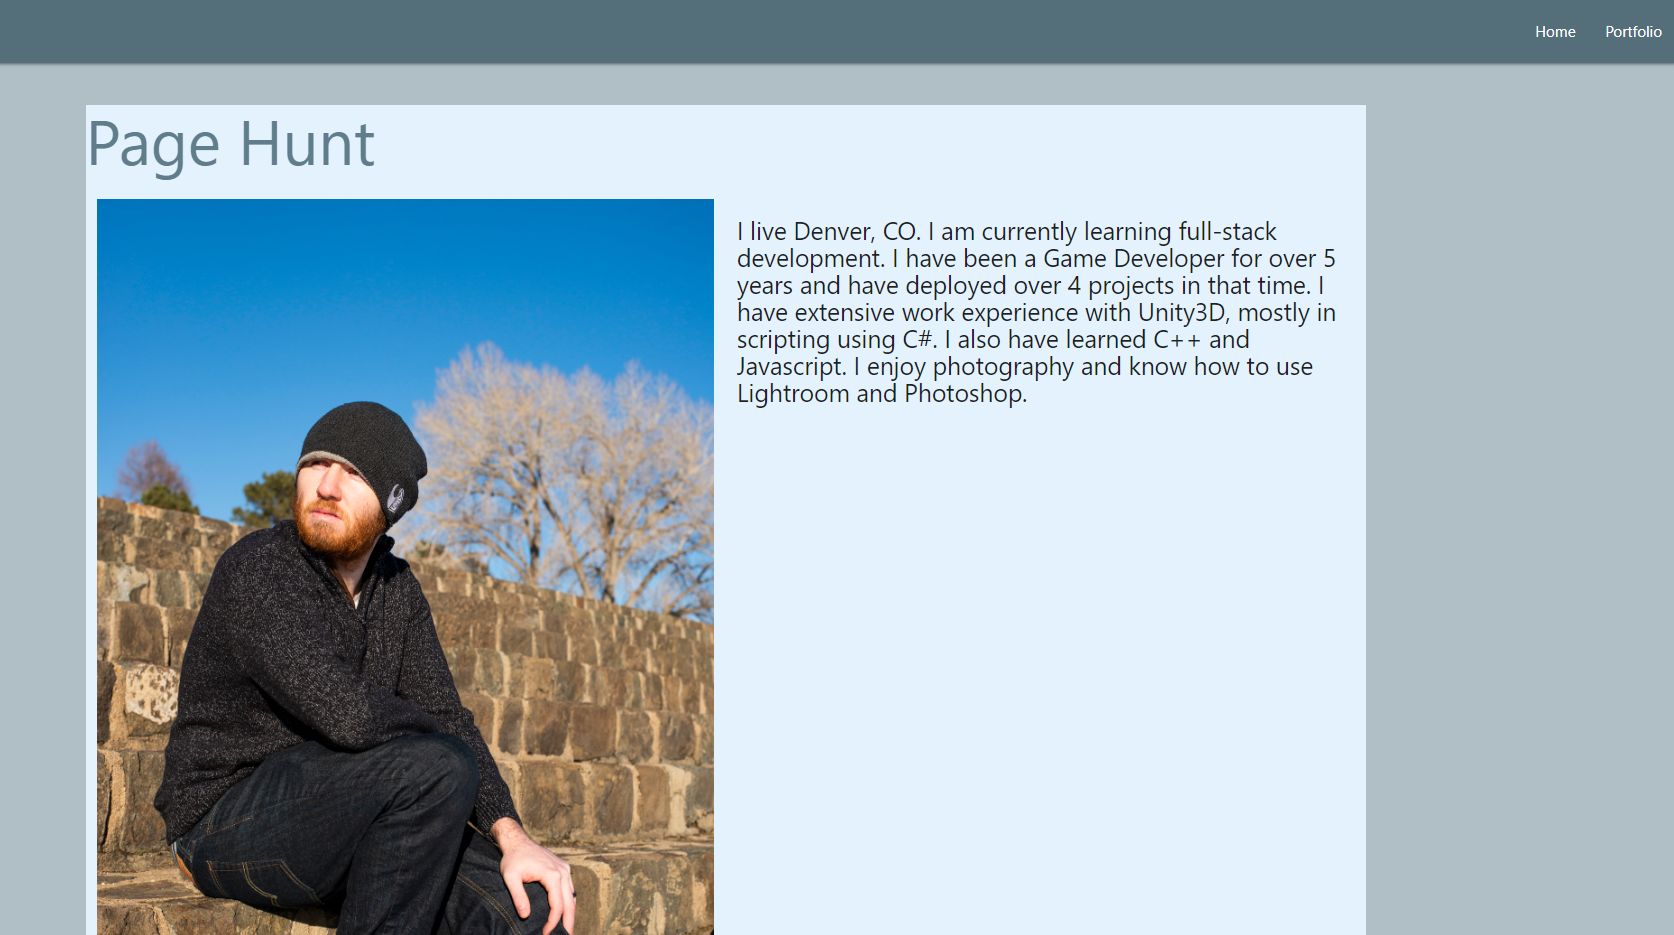 Home Portfolio
Page Hunt
I live Denver, CO. I am currently learning full-stack
development. I have been a Game Developer for over 5
years and have deployed over 4 projects in that time. I
have extensive work experience with Unity3D, mostly in
scripting using C#. I also have learned C++ and
Javascript. I enjoy photography and know how to use
Lightroom and Photoshop.